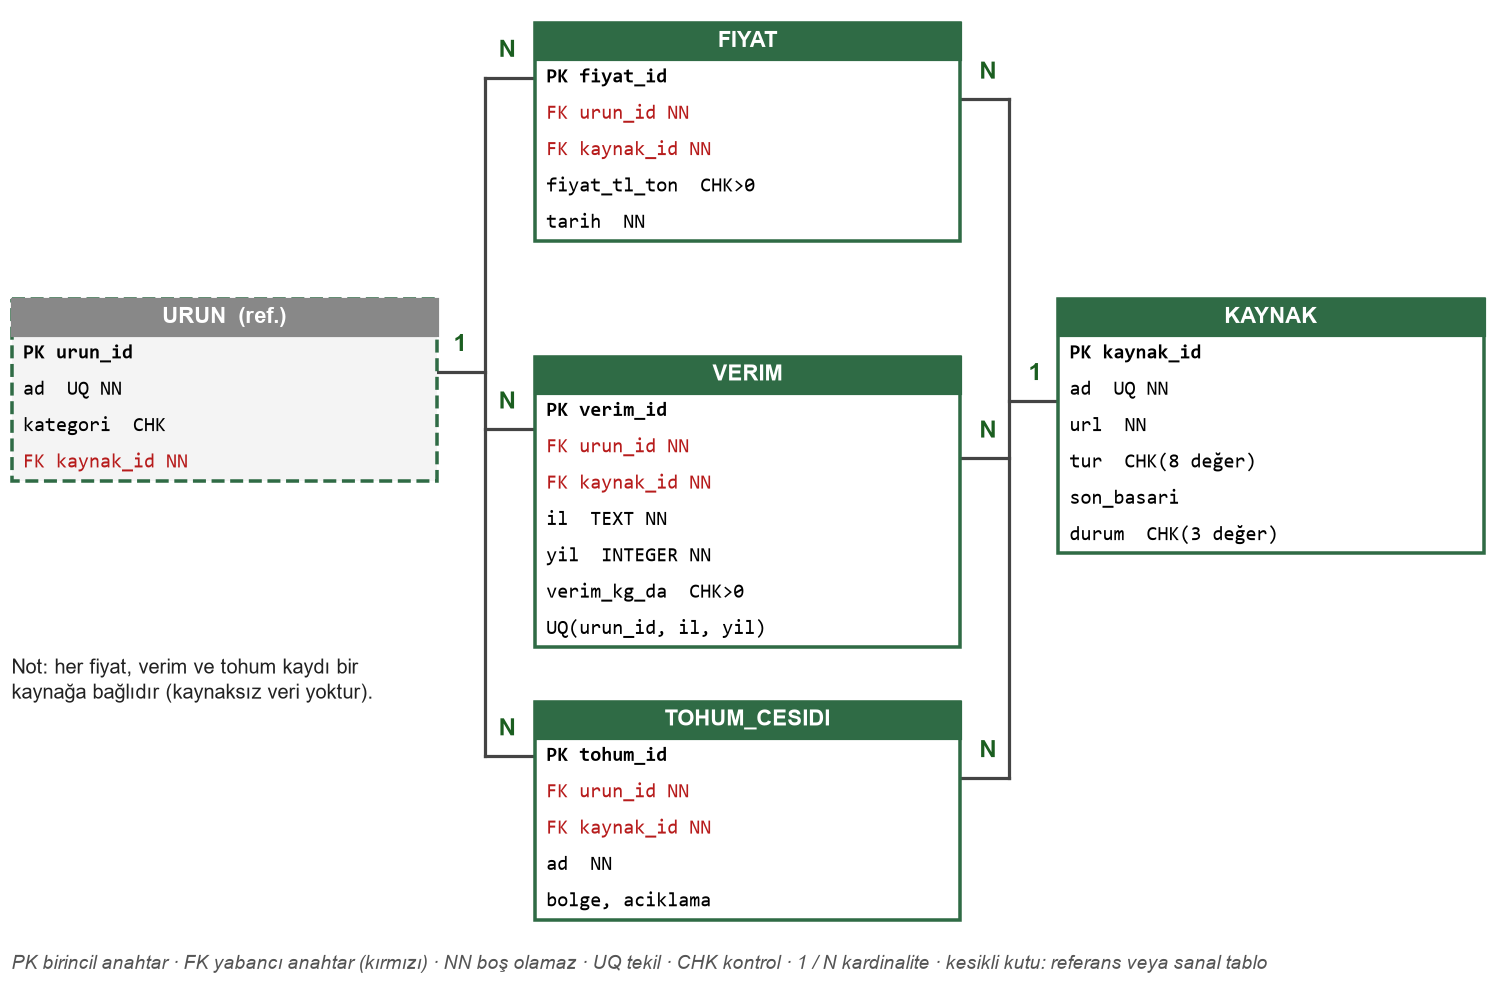 N
FIYAT
N
PK fiyat_id
FK urun_id NN
FK kaynak_id NN
fiyat_tl_ton  CHK>0
tarih  NN
URUN  (ref.)
PK urun_id
ad  UQ NN
kategori  CHK
FK kaynak_id NN
1
N
VERIM
N
PK verim_id
FK urun_id NN
FK kaynak_id NN
il  TEXT NN
yil  INTEGER NN
verim_kg_da  CHK>0
UQ(urun_id, il, yil)
1
KAYNAK
PK kaynak_id
ad  UQ NN
url  NN
tur  CHK(8 değer)
son_basari
durum  CHK(3 değer)
Not: her fiyat, verim ve tohum kaydı bir
kaynağa bağlıdır (kaynaksız veri yoktur).
N
TOHUM_CESIDI
N
PK tohum_id
FK urun_id NN
FK kaynak_id NN
ad  NN
bolge, aciklama
PK birincil anahtar · FK yabancı anahtar (kırmızı) · NN boş olamaz · UQ tekil · CHK kontrol · 1 / N kardinalite · kesikli kutu: referans veya sanal tablo